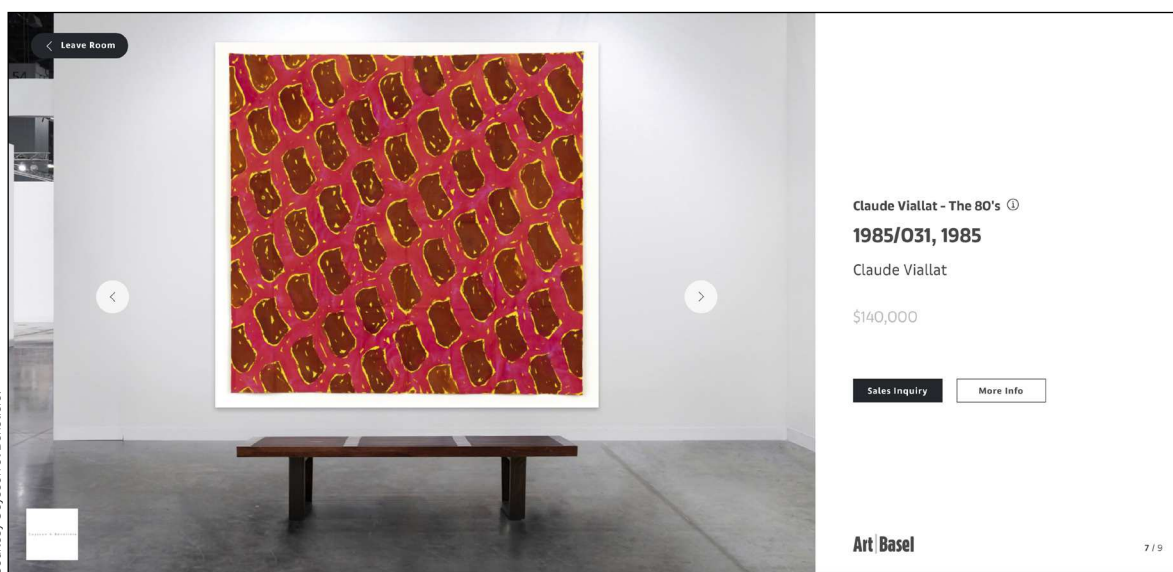 Leave Room
Claude Viallat - The 80's
1985/031, 1985
Claude Viallat
$140,000
Sales Inquiry
More Info
Art Basel
7 / 9